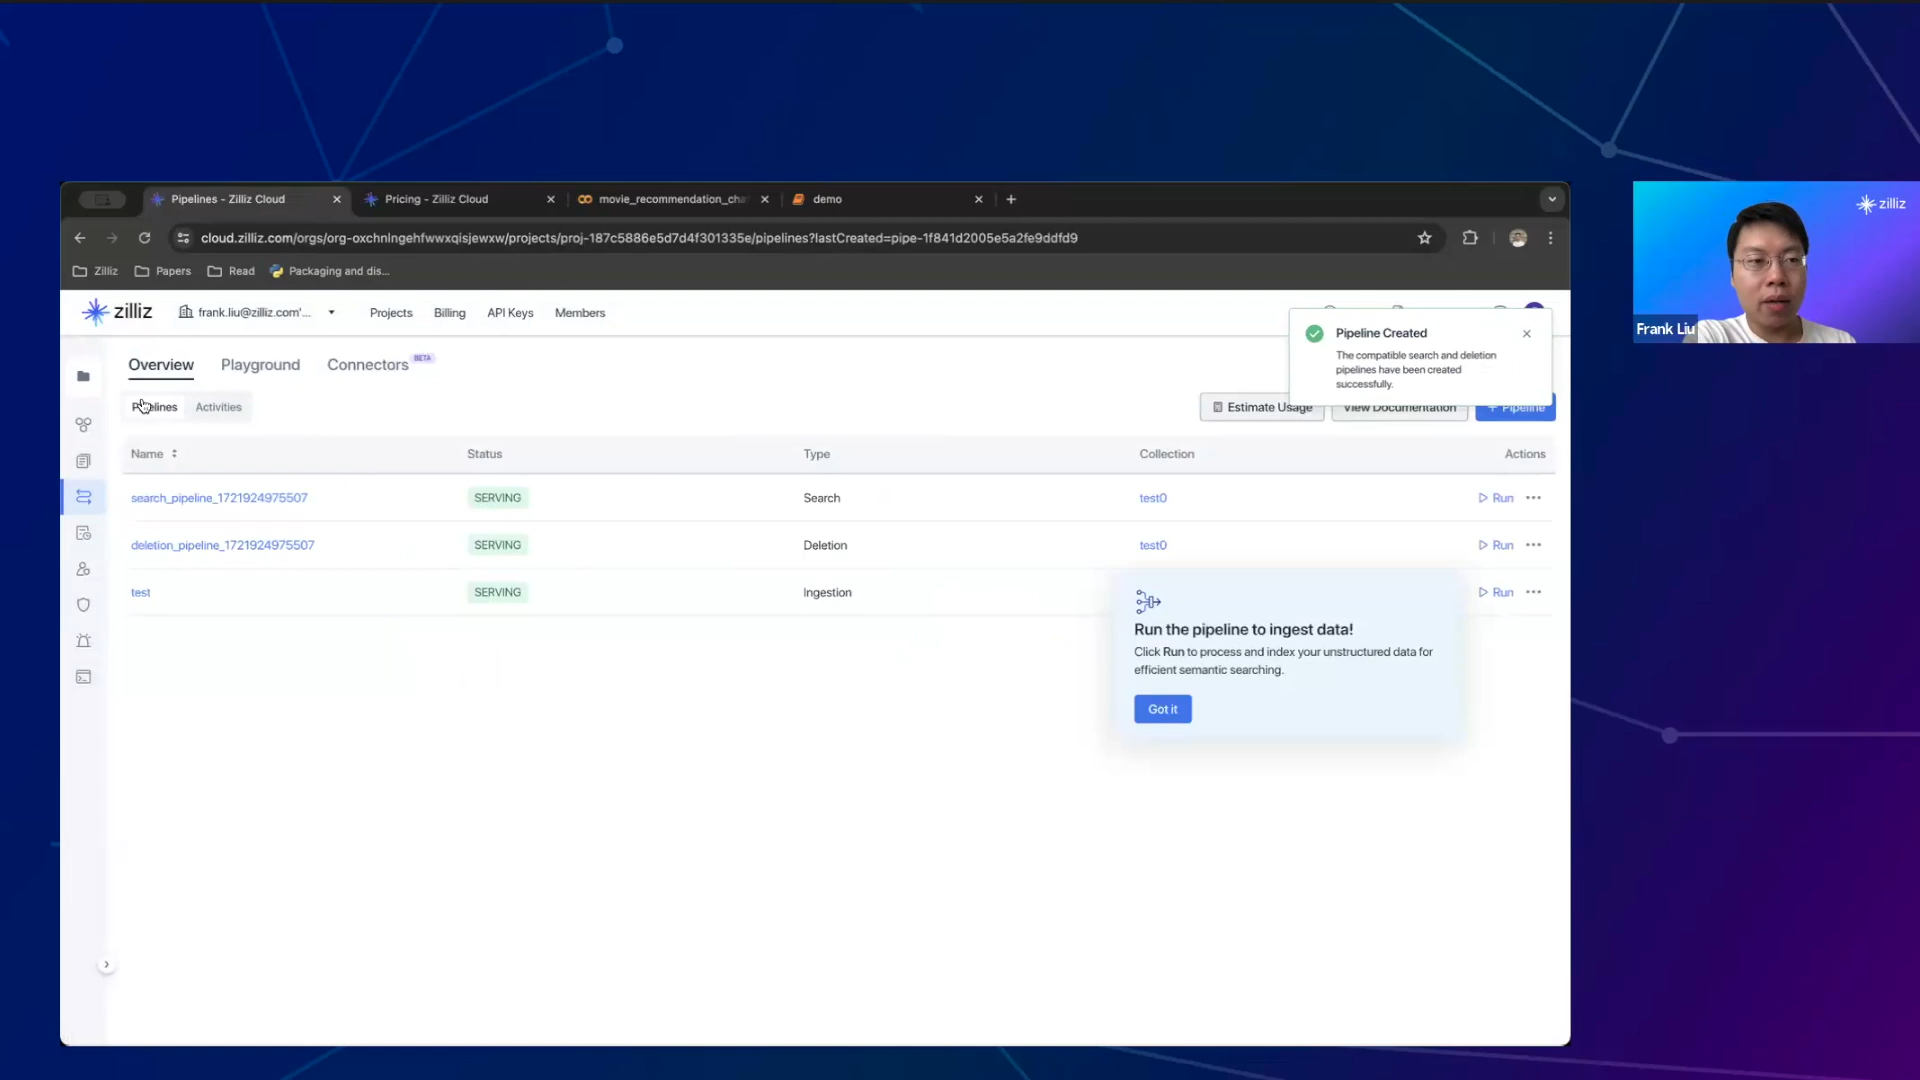 Pipelines - Zilliz Cloud
Pricing - Zilliz Cloud
movie_recommendation_cha
demo
cloud.zilliz.com/orgs/org-oxchnlngehfwwxqisjewxw/projects/proj-187c5886e5d7d4f301335e/pipelines?lastCreated=pipe-1f841d2005e5a2fe9ddfd9
Zilliz
Papers
Read
Packaging and dis...
zilliz
Frank Liu
zilliz
frank.liu@zilliz.com'...
Projects
Billing
API Keys
Members
Pipeline Created
The compatible search and deletion
pipelines have been created
successfully.
Overview
Playground
Connectors
BETA
Pipelines
Activities
Estimate Usage
View Documentation
+ Pipeline
Name
Status
Type
Collection
Actions
search_pipeline_1721924975507
SERVING
Search
test0
Run
deletion_pipeline_1721924975507
SERVING
Deletion
test0
Run
test
SERVING
Ingestion
Run
Run the pipeline to ingest data!
Click Run to process and index your unstructured data for
efficient semantic searching.
Got it